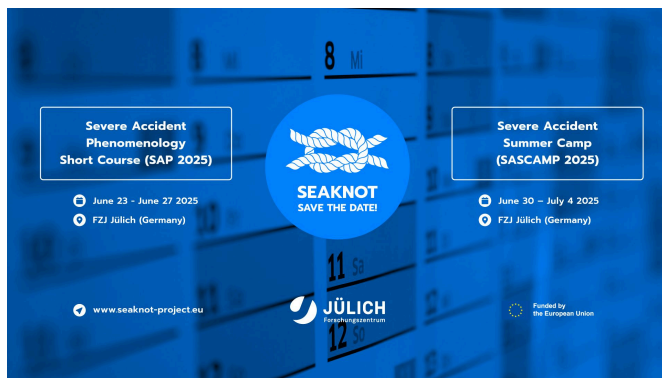 8 Mi
Severe Accident
Phenomenology
Short Course (SAP 2025)
June 23 - June 27 2025
FZJ Jülich (Germany)
SEAKNOT
SAVE THE DATE!
Severe Accident
Summer Camp
(SASCAMP 2025)
June 30 – July 4 2025
FZJ Jülich (Germany)
11 Sa
12 So
www.seaknot-project.eu
JÜLICH
Forschungszentrum
Funded by
the European Union